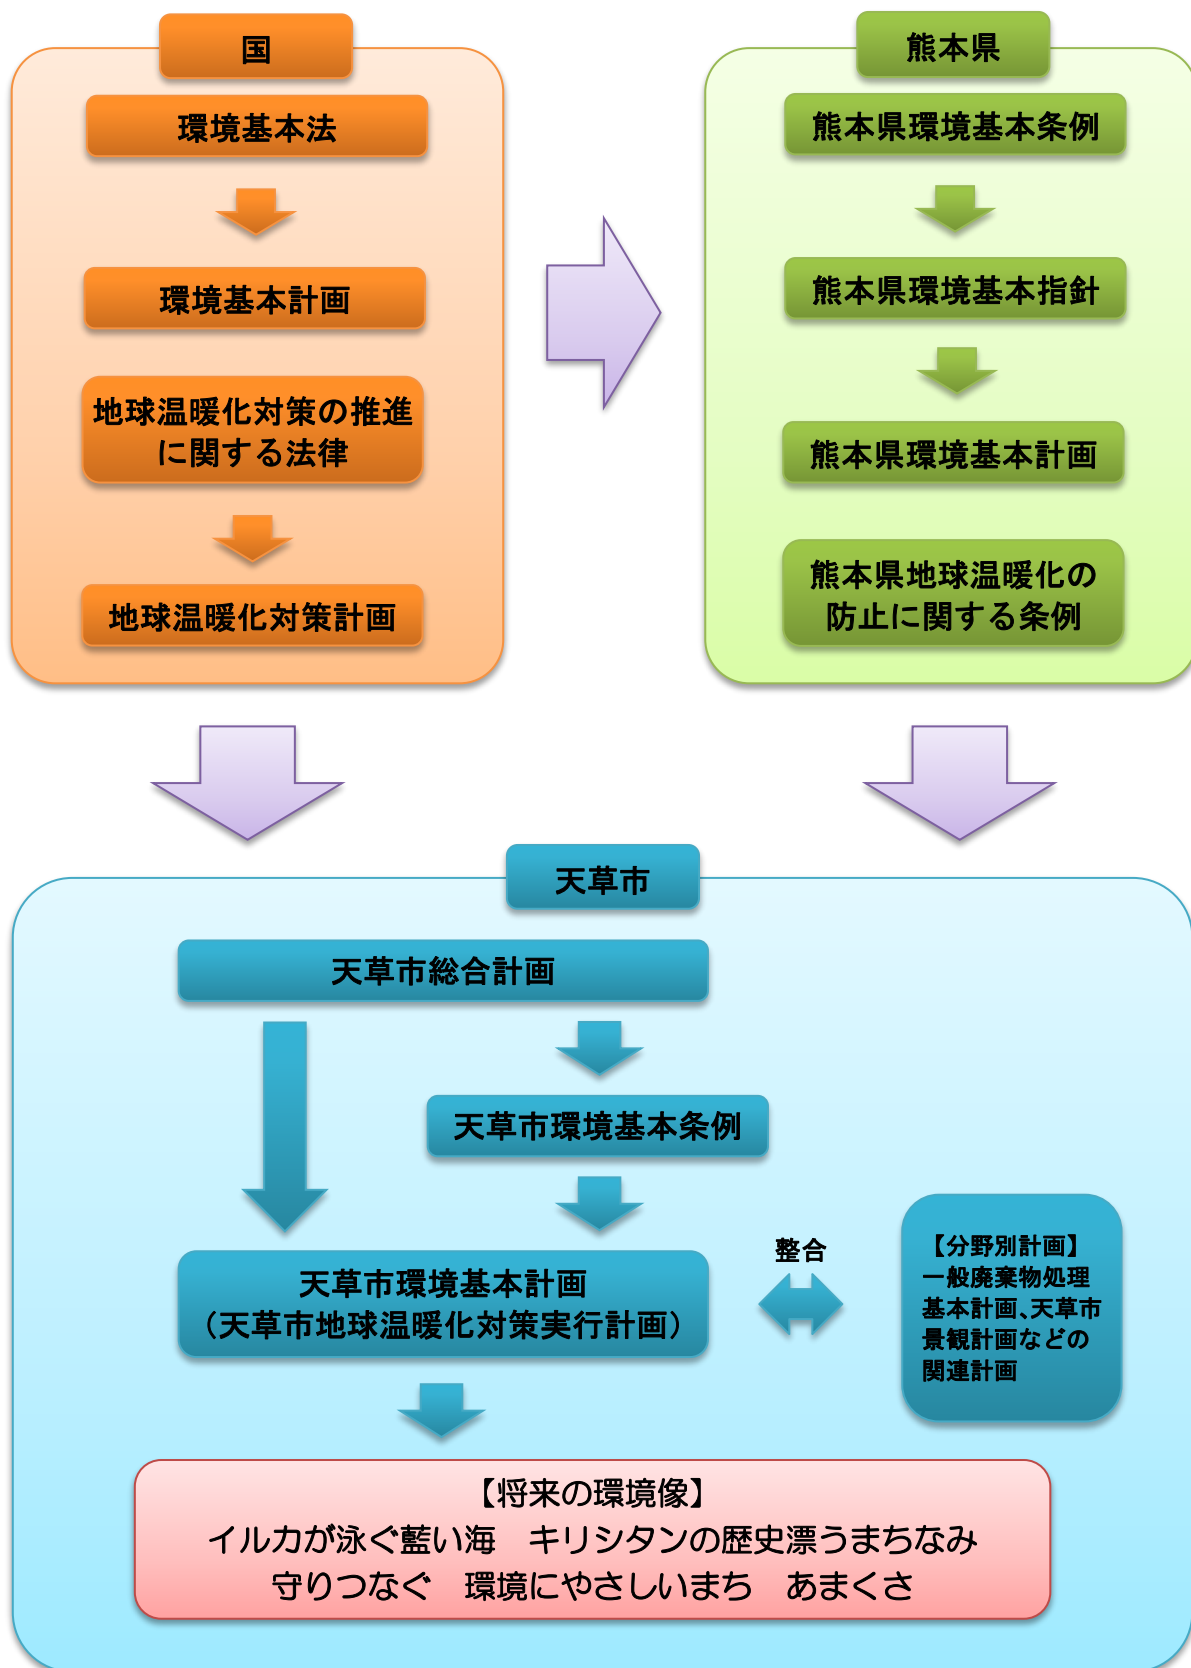 国
環境基本法
環境基本計画
地球温暖化対策の推進
に関する法律
地球温暖化対策計画
熊本県
熊本県環境基本条例
熊本県環境基本指針
熊本県環境基本計画
熊本県地球温暖化の
防止に関する条例
天草市
天草市総合計画
天草市環境基本条例
天草市環境基本計画
（天草市地球温暖化対策実行計画）
整合
【分野別計画】
一般廃棄物処理
基本計画、天草市
景観計画などの
関連計画
【将来の環境像】
イルカが泳ぐ藍い海　キリシタンの歴史漂うまちなみ
守りつなぐ　環境にやさしいまち　あまくさ